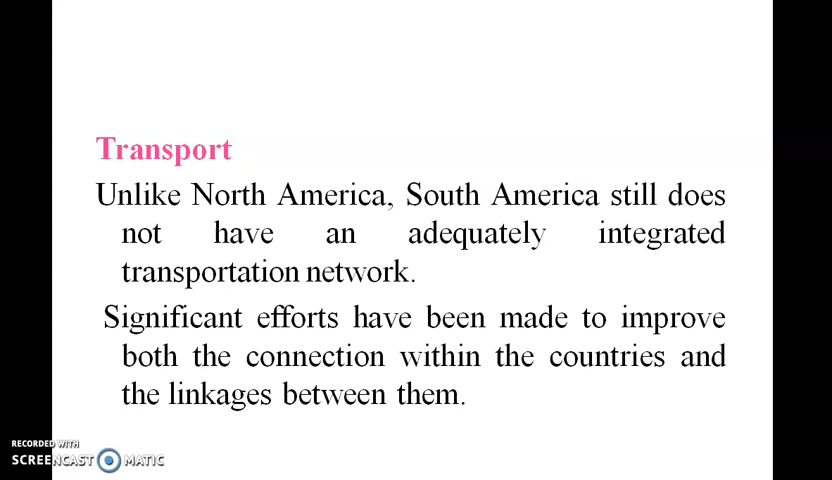 Transport
Unlike North America, South America still does
not have an adequately integrated
transportation network.
Significant efforts have been made to improve
both the connection within the countries and
the linkages between them.
RECORDED WITH
SCREENCAST MATIC